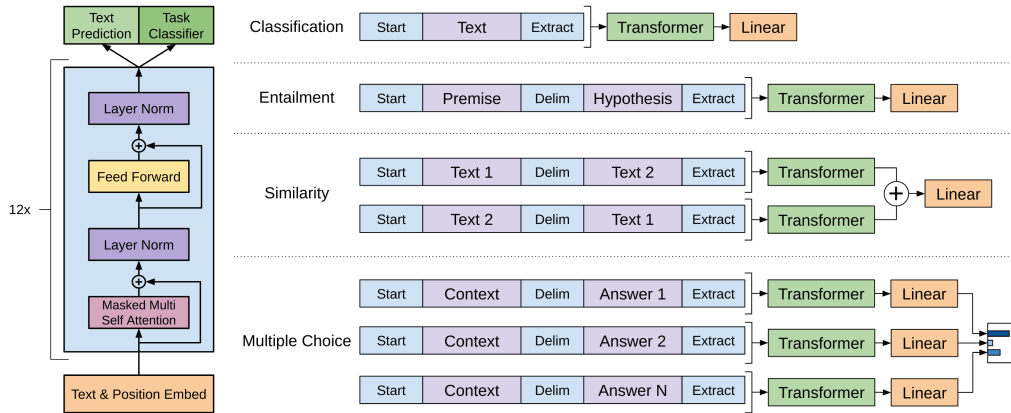 Text
Prediction
Task
Classifier
12x
Layer Norm
+
Feed Forward
Layer Norm
+
Masked Multi
Self Attention
Text & Position Embed
Classification
Start Text Extract Transformer Linear
Entailment
Start Premise Delim Hypothesis Extract Transformer Linear
Similarity
Start Text 1 Delim Text 2 Extract Transformer
+ Linear
Start Text 2 Delim Text 1 Extract Transformer
Multiple Choice
Start Context Delim Answer 1 Extract Transformer Linear
Start Context Delim Answer 2 Extract Transformer Linear
Start Context Delim Answer N Extract Transformer Linear